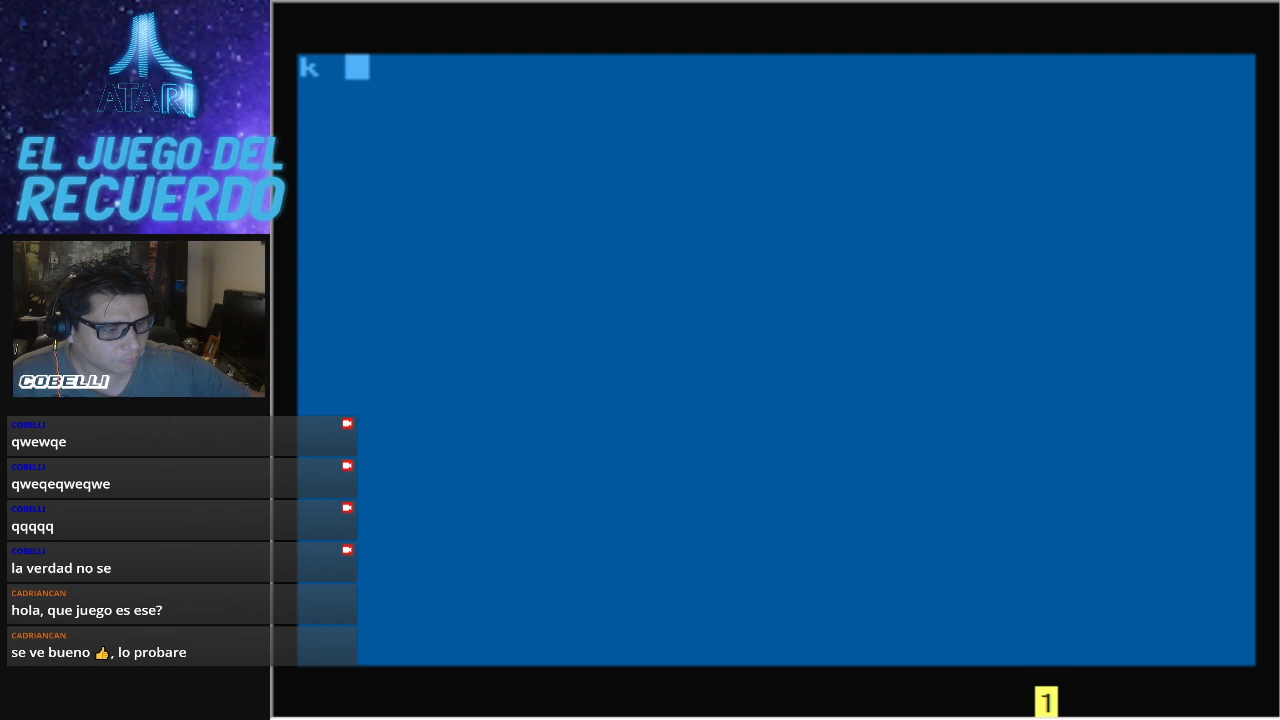 ATARI
EL JUEGO DEL
RECUERDO
k
COBELLI
COBELLI
qwewqe
COBELLI
qweqeqweqwe
COBELLI
qqqqq
COBELLI
la verdad no se
CADRIANCAN
hola, que juego es ese?
CADRIANCAN
se ve bueno 👍, lo probare
1